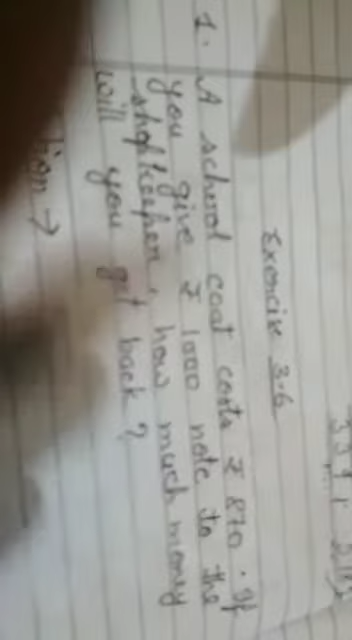 Exercise 3.6
1. A school coat costs ₹ 870. If
you give ₹ 1000 note to the
shopkeeper, how much money
will you get back?
tion →